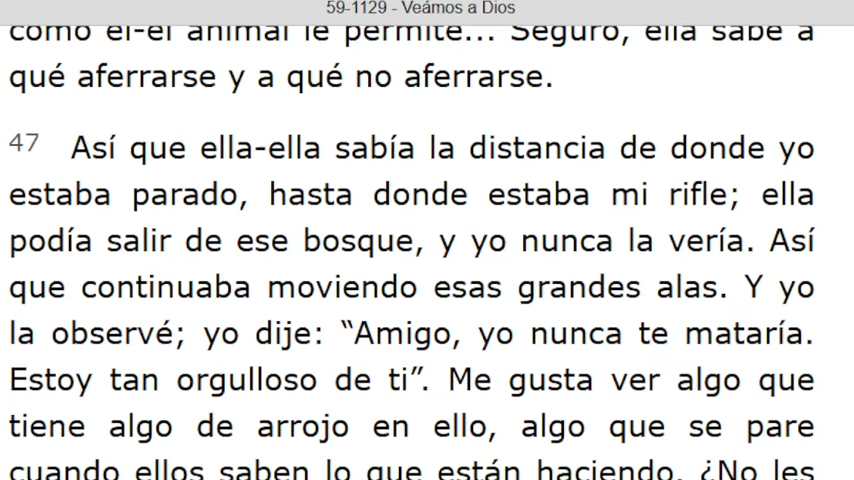 59-1129 - Veámos a Dios
como el-el animal le permite... Seguro, ella sabe a
qué aferrarse y a qué no aferrarse.
47 Así que ella-ella sabía la distancia de donde yo
estaba parado, hasta donde estaba mi rifle; ella
podía salir de ese bosque, y yo nunca la vería. Así
que continuaba moviendo esas grandes alas. Y yo
la observé; yo dije: “Amigo, yo nunca te mataría.
Estoy tan orgulloso de ti”. Me gusta ver algo que
tiene algo de arrojo en ello, algo que se pare
cuando ellos saben lo que están haciendo. ¿No les